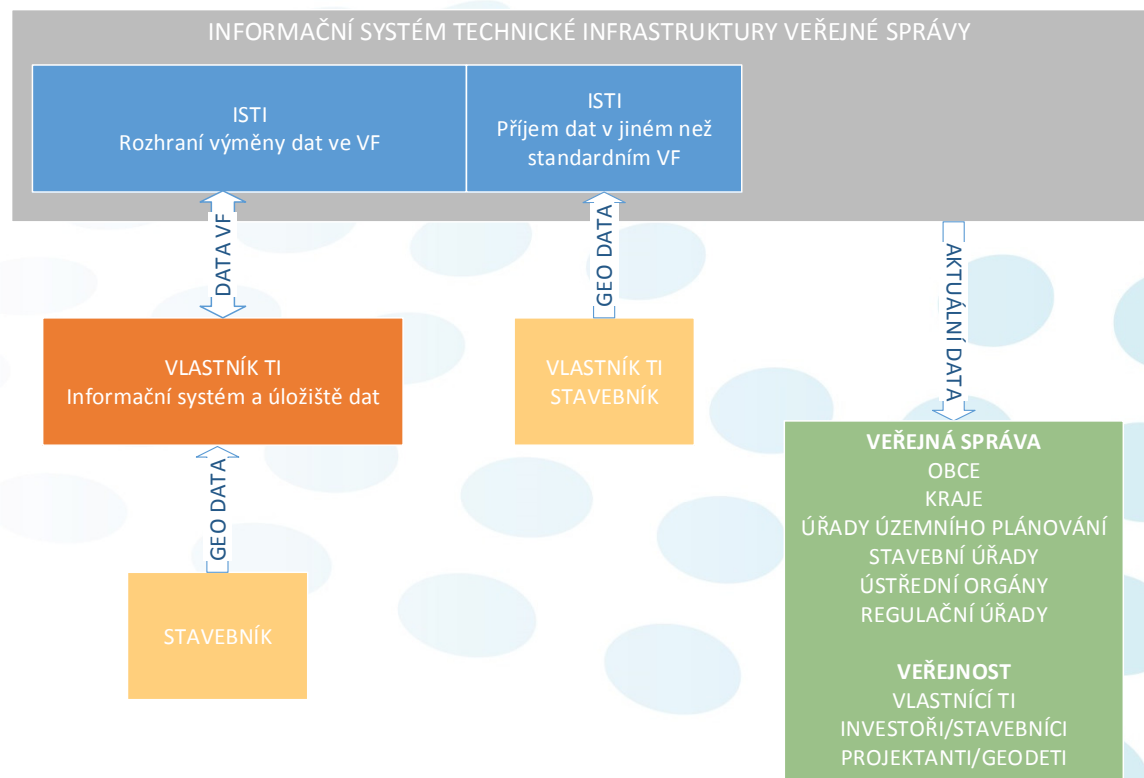 INFORMAČNÍ SYSTÉM TECHNICKÉ INFRASTRUKTURY VEŘEJNÉ SPRÁVY
ISTI
Rozhraní výměny dat ve VF
ISTI
Příjem dat v jiném než
standardním VF
DATA VF
GEO DATA
AKTUÁLNÍ DATA
VLASTNÍK TI
Informační systém a úložiště dat
VLASTNÍK TI
STAVEBNÍK
GEO DATA
STAVEBNÍK
VEŘEJNÁ SPRÁVA
OBCE
KRAJE
ÚŘADY ÚZEMNÍHO PLÁNOVÁNÍ
STAVEBNÍ ÚŘADY
ÚSTŘEDNÍ ORGÁNY
REGULAČNÍ ÚŘADY
VEŘEJNOST
VLASTNÍCÍ TI
INVESTOŘI/STAVEBNÍCI
PROJEKTANTI/GEODETI